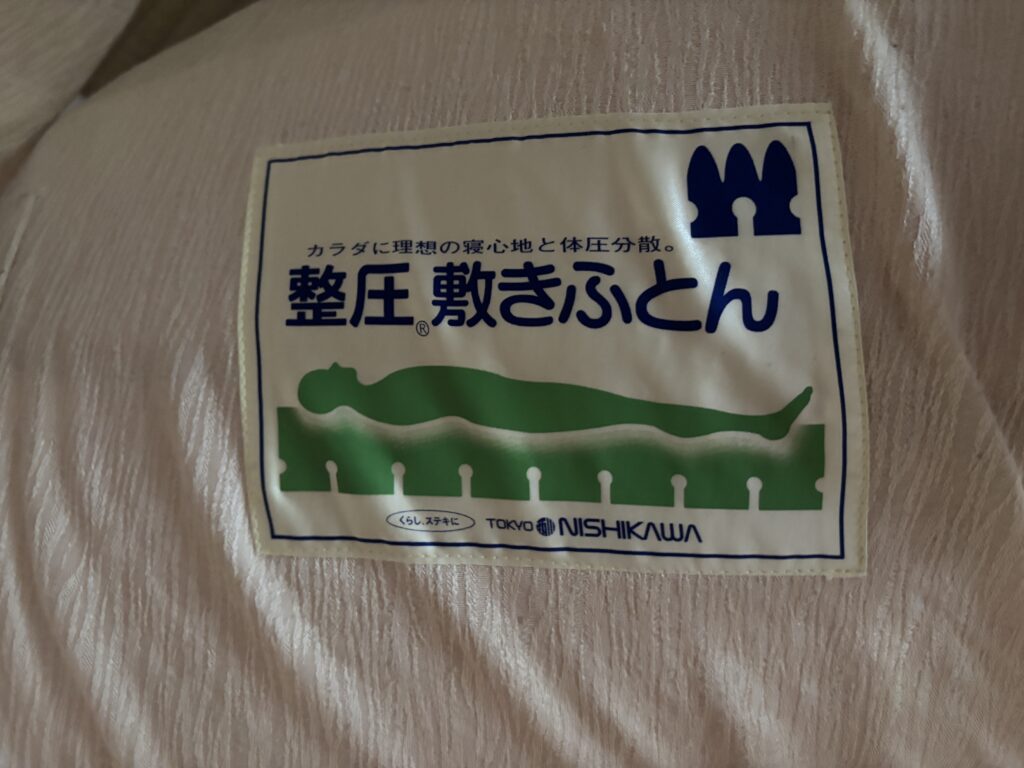 カラダに理想の寝心地と体圧分散。
整圧® 敷きふとん
くらし、ステキに
TOKYO NISHIKAWA